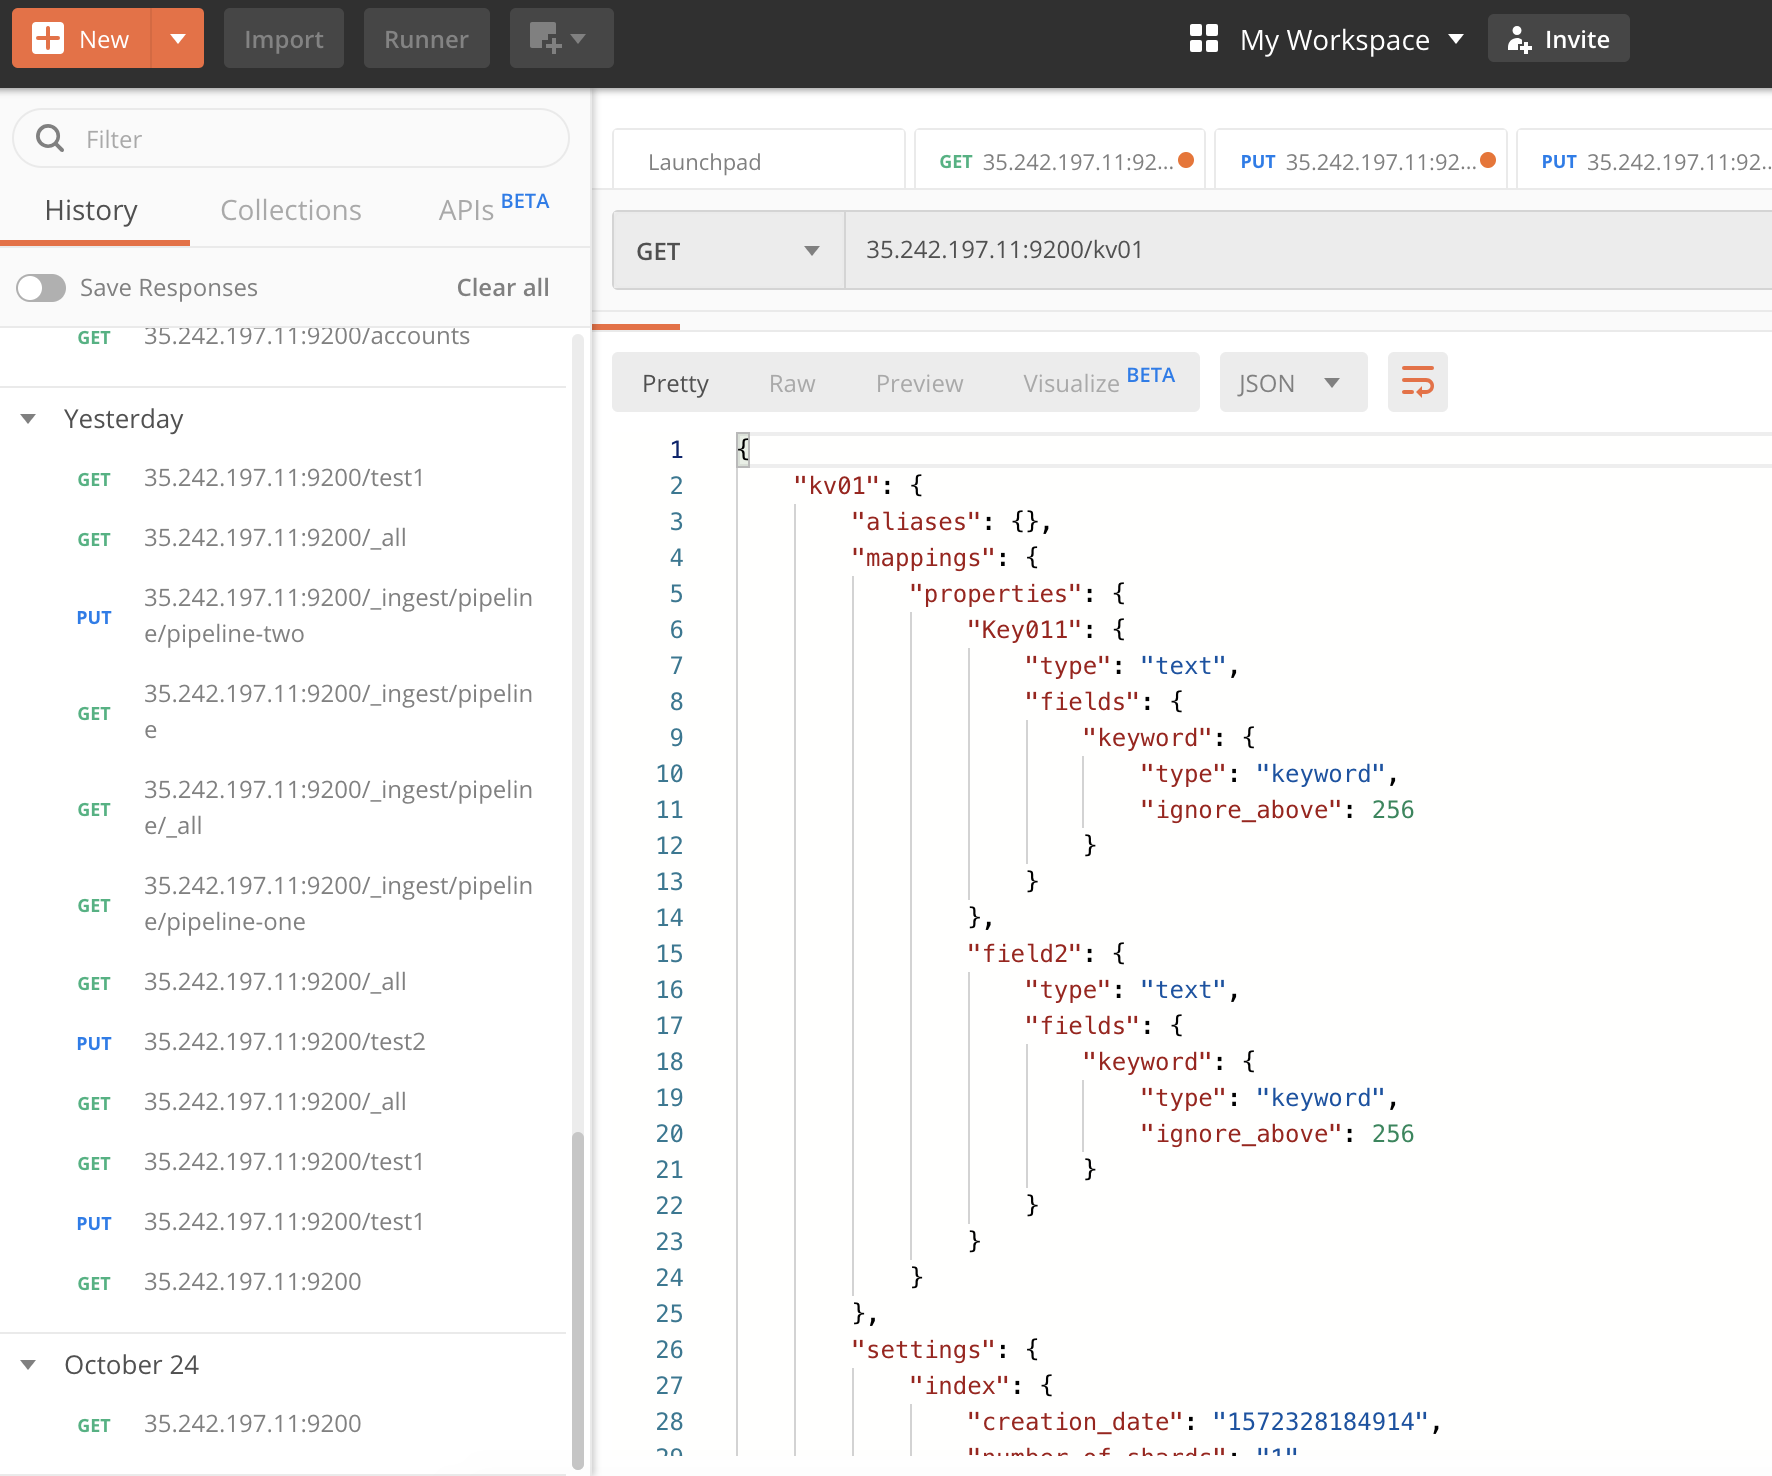 New
Import
Runner
My Workspace
Invite
Filter
History
Collections
APIs BETA
Save Responses
Clear all
GET 35.242.197.11:9200/accounts
Yesterday
GET 35.242.197.11:9200/test1
GET 35.242.197.11:9200/_all
PUT 35.242.197.11:9200/_ingest/pipelin
e/pipeline-two
GET 35.242.197.11:9200/_ingest/pipelin
e
GET 35.242.197.11:9200/_ingest/pipelin
e/_all
GET 35.242.197.11:9200/_ingest/pipelin
e/pipeline-one
GET 35.242.197.11:9200/_all
PUT 35.242.197.11:9200/test2
GET 35.242.197.11:9200/_all
GET 35.242.197.11:9200/test1
PUT 35.242.197.11:9200/test1
GET 35.242.197.11:9200
October 24
GET 35.242.197.11:9200
Launchpad
GET 35.242.197.11:92...
PUT 35.242.197.11:92...
PUT 35.242.197.11:92...
GET 35.242.197.11:9200/kv01
Pretty
Raw
Preview
Visualize BETA
JSON
1 {
2 "kv01": {
3 "aliases": {},
4 "mappings": {
5 "properties": {
6 "Key011": {
7 "type": "text",
8 "fields": {
9 "keyword": {
10 "type": "keyword",
11 "ignore_above": 256
12 }
13 }
14 },
15 "field2": {
16 "type": "text",
17 "fields": {
18 "keyword": {
19 "type": "keyword",
20 "ignore_above": 256
21 }
22 }
23 }
24 }
25 },
26 "settings": {
27 "index": {
28 "creation_date": "1572328184914",
29 "number_of_shards": "1"